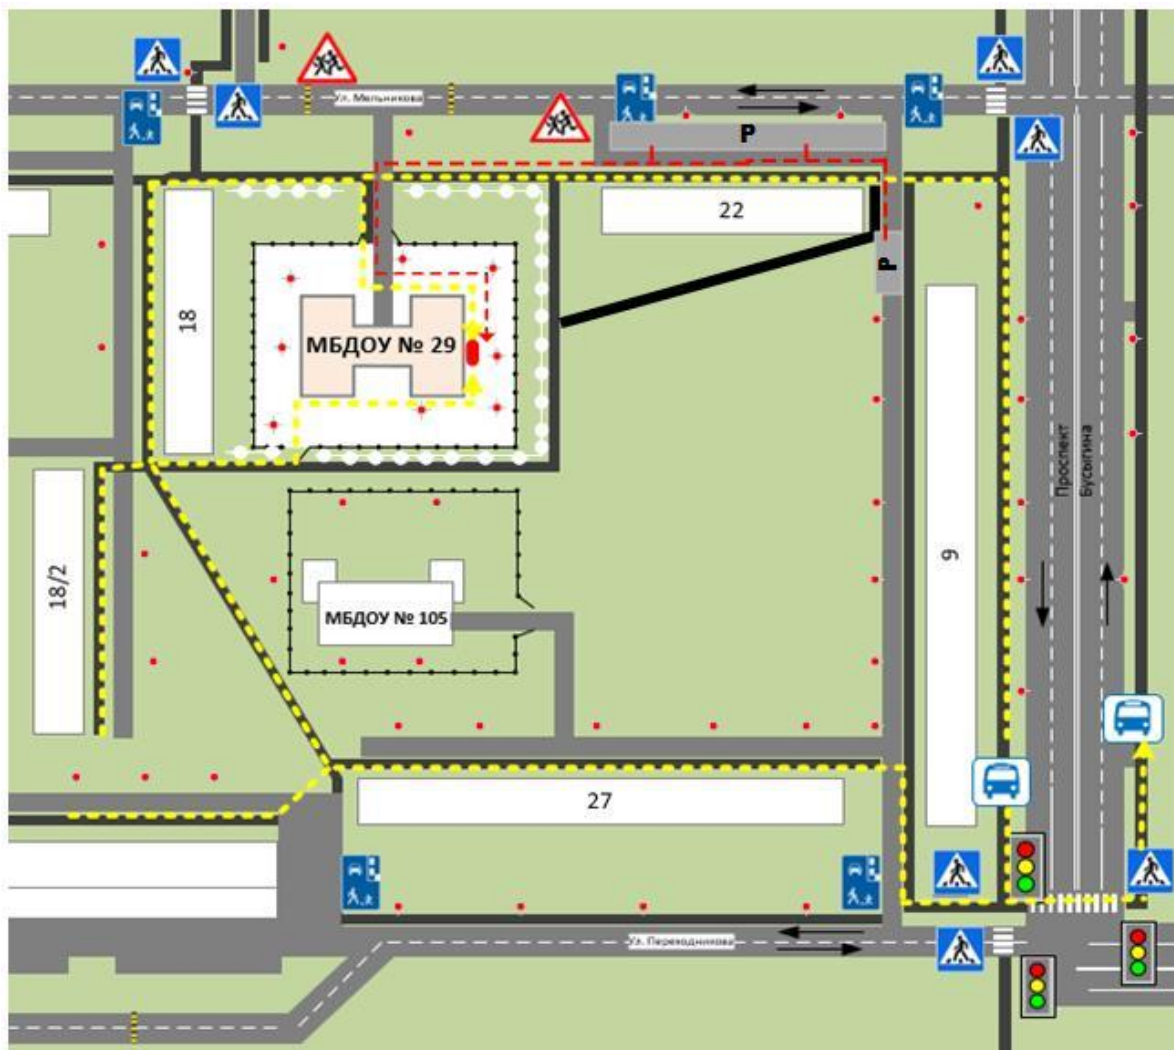 Ул. Мельникова
P
22
P
18
МБДОУ № 29
Проспект
Бусыгина
9
18/2
МБДОУ № 105
27
Ул. Переходникова